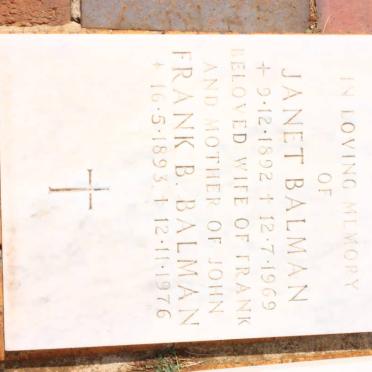 IN LOVING MEMORY
OF
JANET BALMAN
+ 9·12·1892 + 12·7·1969
BELOVED WIFE OF FRANK
AND MOTHER OF JOHN
FRANK B. BALMAN
+ 16·5·1893 + 12·11·1976